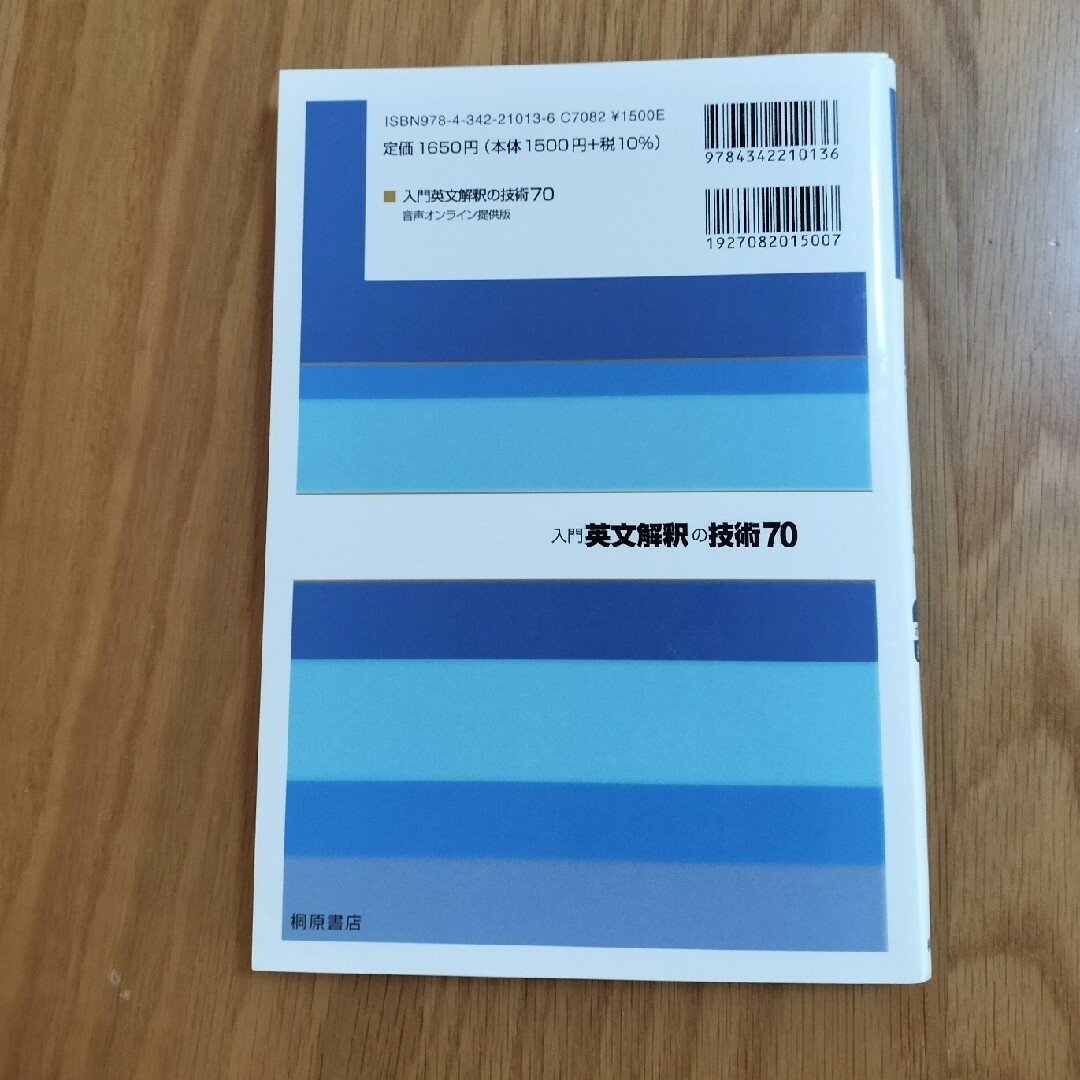 ISBN978-4-342-21013-6 C7082 ¥1500E
定価1650円(本体1500円+税10%)
9784342210136
■ 入門英文解釈の技術70
音声オンライン提供版
1927082015007
入門英文解釈の技術70
桐原書店